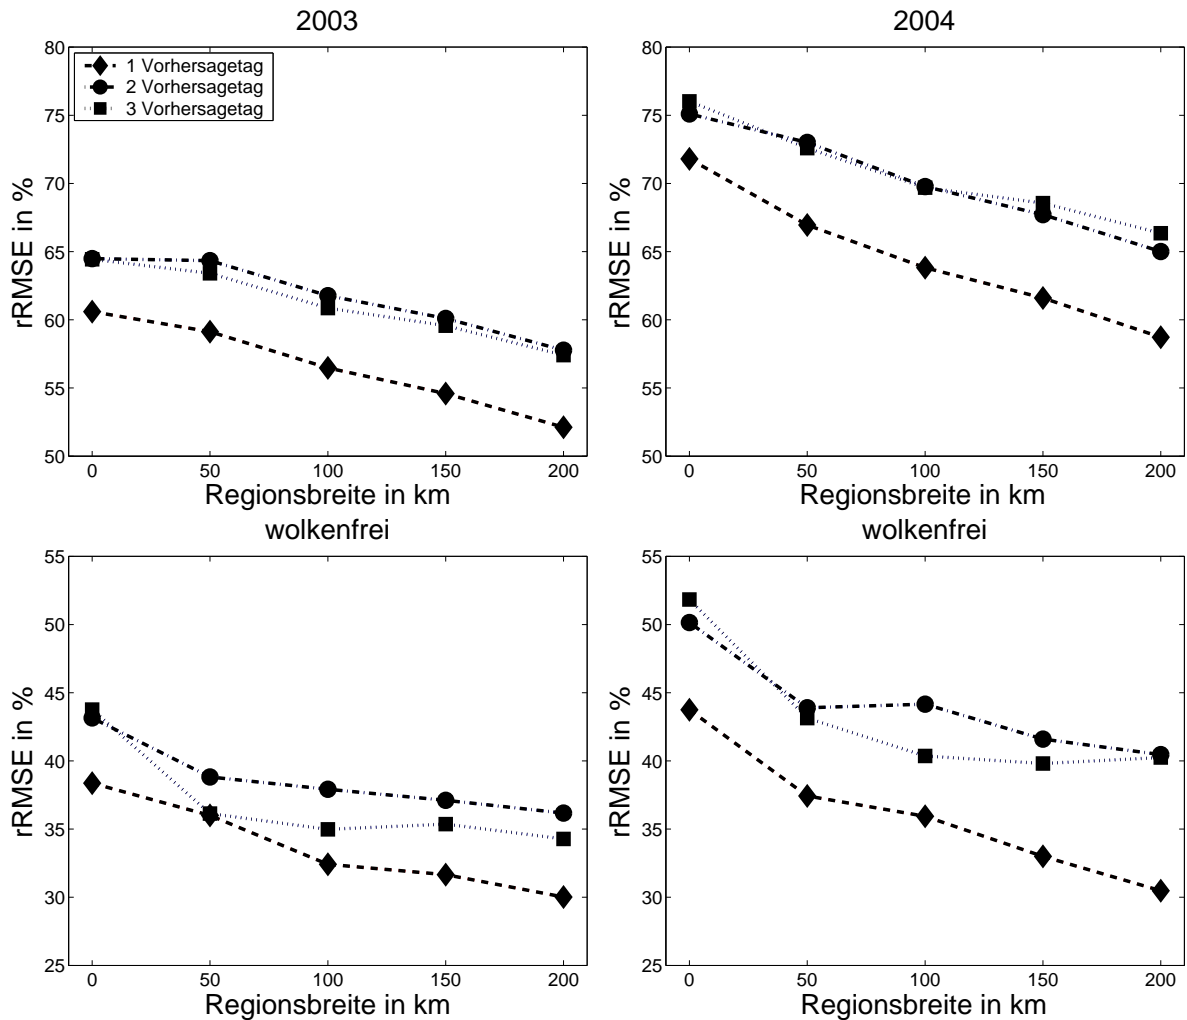 2003
80
75
70
65
60
55
50
rRMSE in %
1 Vorhersagetag
2 Vorhersagetag
3 Vorhersagetag
0 50 100 150 200
Regionsbreite in km
2004
80
75
70
65
60
55
50
rRMSE in %
0 50 100 150 200
Regionsbreite in km
wolkenfrei
55
50
45
40
35
30
25
rRMSE in %
0 50 100 150 200
Regionsbreite in km
wolkenfrei
55
50
45
40
35
30
25
rRMSE in %
0 50 100 150 200
Regionsbreite in km